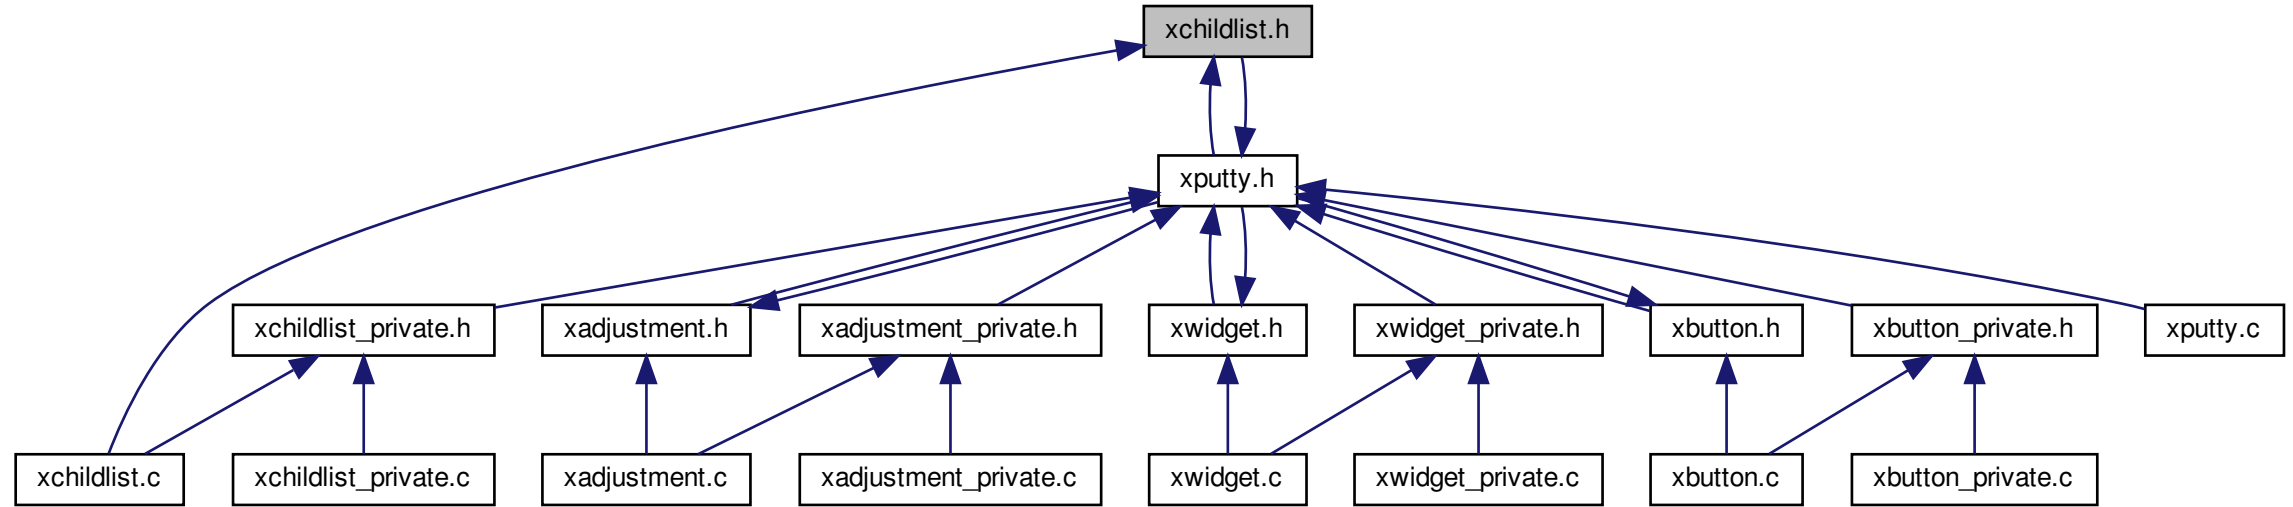 xchildlist.h
xputty.h
xchildlist_private.h
xadjustment.h
xadjustment_private.h
xwidget.h
xwidget_private.h
xbutton.h
xbutton_private.h
xputty.c
xchildlist.c
xchildlist_private.c
xadjustment.c
xadjustment_private.c
xwidget.c
xwidget_private.c
xbutton.c
xbutton_private.c